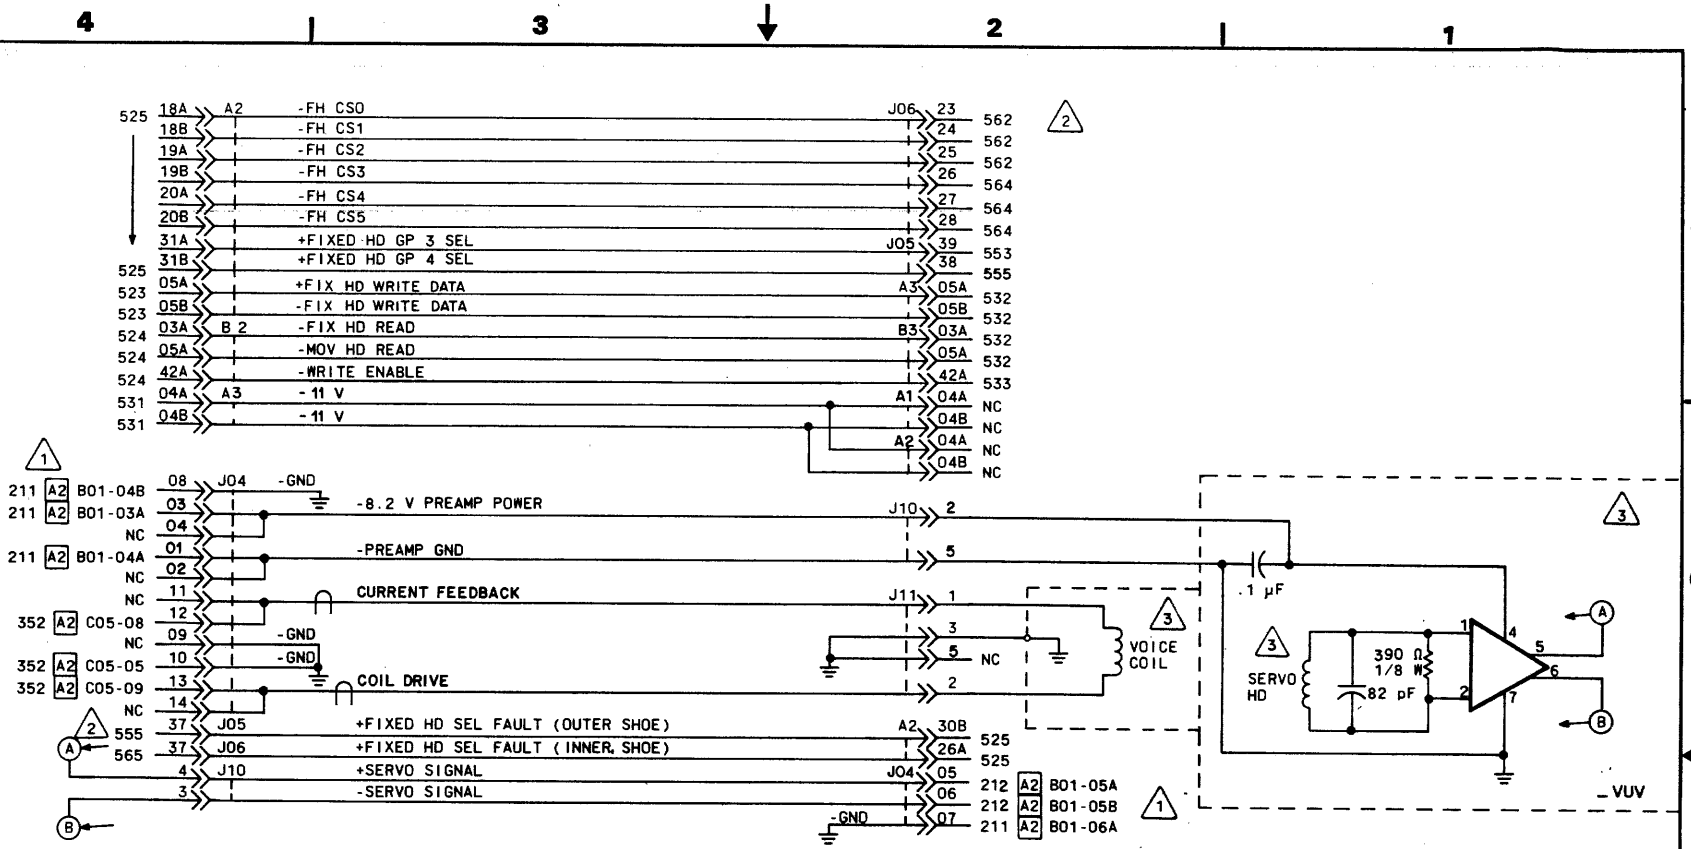 4 3 2 1
525 18A A2 -FH CS0 J06 23 562 2
18B -FH CS1 24 562
19A -FH CS2 25 562
19B -FH CS3 26 564
20A -FH CS4 27 564
20B -FH CS5 28 564
31A +FIXED HD GP 3 SEL J05 39 553
525 31B +FIXED HD GP 4 SEL 38 555
523 05A +FIX HD WRITE DATA A3 05A 532
523 05B -FIX HD WRITE DATA 05B 532
524 03A B2 -FIX HD READ B3 03A 532
524 05A -MOV HD READ 05A 532
524 42A -WRITE ENABLE 42A 533
531 04A A3 -11 V A1 04A NC
531 04B -11 V 04B NC
A2 04A NC
04B NC
1
211 A2 B01-04B 08 J04 -GND
211 A2 B01-03A 03 -8.2 V PREAMP POWER J10 2 3
NC 04
211 A2 B01-04A 01 -PREAMP GND 5
NC 02
.1 µF
NC 11 CURRENT FEEDBACK J11 1
352 A2 C05-08 12 3 A
NC 09 -GND 3
352 A2 C05-05 10 -GND 5 NC
VOICE
COIL
3
SERVO
HD
390 Ω
1/8 W
82 pF
1 2 4 5 6 7
352 A2 C05-09 13 COIL DRIVE 2
NC 14
B
2 555 37 J05 +FIXED HD SEL FAULT (OUTER SHOE) A2 30B 525
A 565 37 J06 +FIXED HD SEL FAULT (INNER SHOE) 26A 525
4 J10 +SERVO SIGNAL J04 05 212 A2 B01-05A
3 -SERVO SIGNAL 06 212 A2 B01-05B 1
B -GND 07 211 A2 B01-06A
_VUV